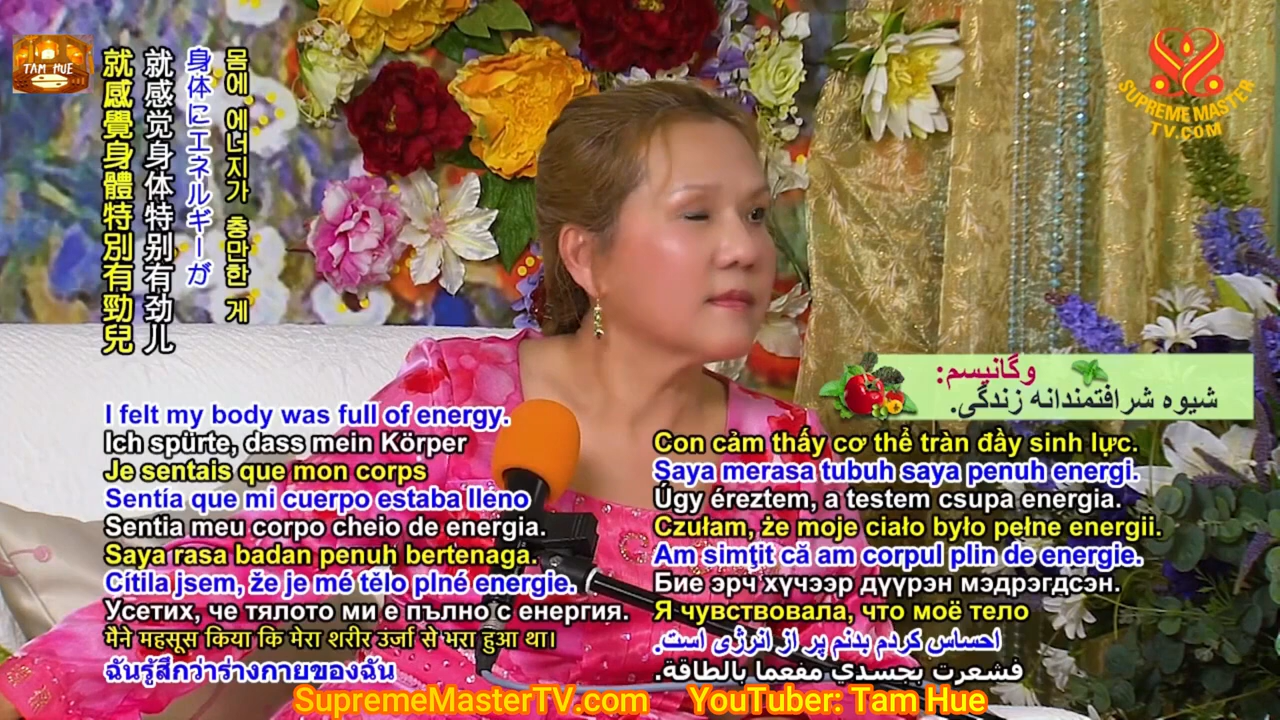 TAM HUE
就感覺身體特別有勁兒
就感觉身体特别有劲儿
身体にエネルギーが
몸에 에너지가 충만한 게
SUPREME MASTER
TV.COM
وگانیسم:
شیوه شرافتمندانه زندگی.
I felt my body was full of energy.
Ich spürte, dass mein Körper
Je sentais que mon corps
Sentía que mi cuerpo estaba lleno
Sentia meu corpo cheio de energia.
Saya rasa badan penuh bertenaga.
Cítila jsem, že je mé tělo plné energie.
Усетих, че тялото ми е пълно с енергия.
मैंने महसूस किया कि मेरा शरीर उर्जा से भरा हुआ था।
ฉันรู้สึกว่าร่างกายของฉัน
Con cảm thấy cơ thể tràn đầy sinh lực.
Saya merasa tubuh saya penuh energi.
Úgy éreztem, a testem csupa energia.
Czułam, że moje ciało było pełne energii.
Am simţit că am corpul plin de energie.
Бие эрч хүчээр дүүрэн мэдрэгдсэн.
Я чувствовала, что моё тело
احساس کردم بدنم پر از انرژی است.
فشعرت بجسدي مفعما بالطاقة.
SupremeMasterTV.com YouTuber: Tam Hue